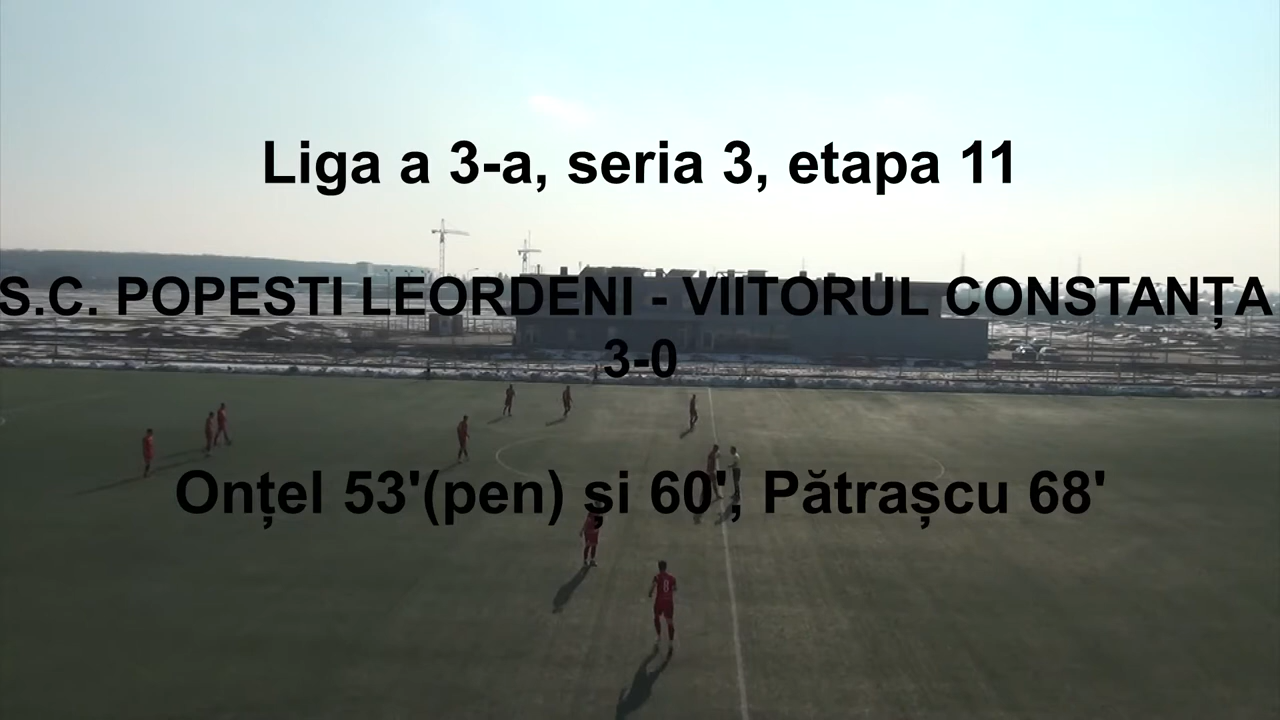 Liga a 3-a, seria 3, etapa 11
S.C. POPESTI LEORDENI - VIITORUL CONSTANȚA
3-0
Onțel 53'(pen) și 60', Pătrașcu 68'
8